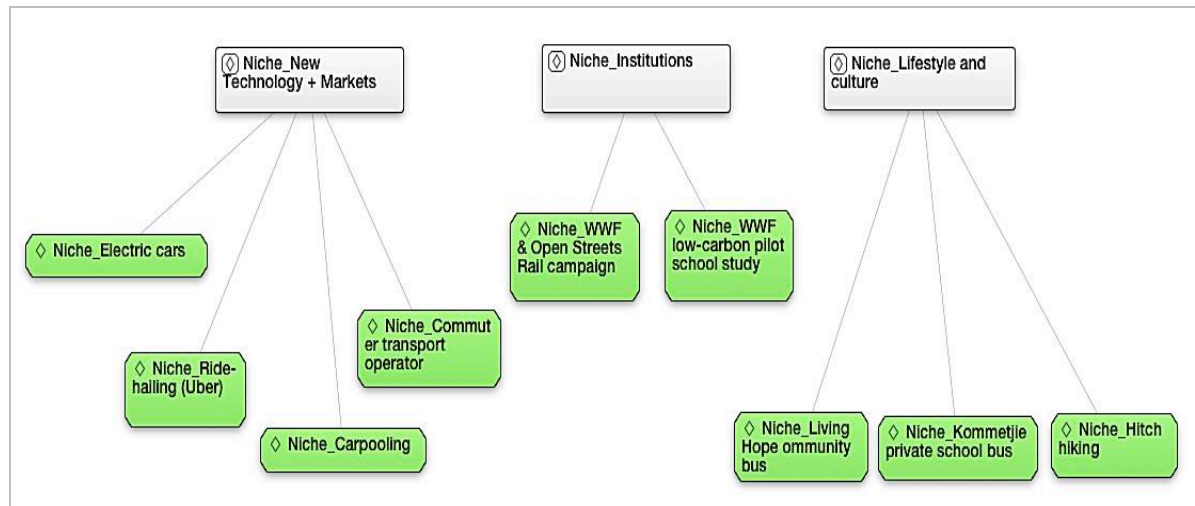 Niche_New
Technology + Markets
Niche_Institutions
Niche_Lifestyle and
culture
Niche_Electric cars
Niche_Ride-
hailing (Uber)
Niche_Carpooling
Niche_Commut
er transport
operator
Niche_WWF
& Open Streets
Rail campaign
Niche_WWF
low-carbon pilot
school study
Niche_Living
Hope ommunity
bus
Niche_Kommetjie
private school bus
Niche_Hitch
hiking